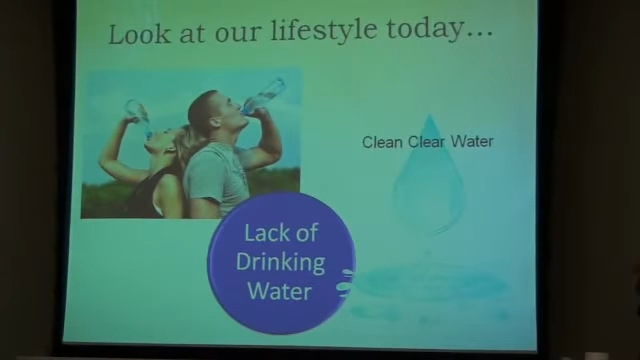 Look at our lifestyle today...
Clean Clear Water
Lack of
Drinking
Water